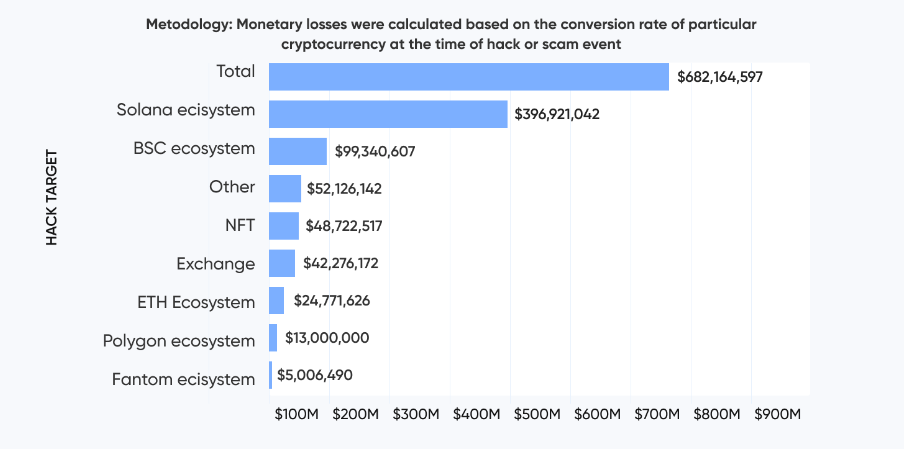 Metodology: Monetary losses were calculated based on the conversion rate of particular
cryptocurrency at the time of hack or scam event
HACK TARGET
Total $682,164,597
Solana ecisystem $396,921,042
BSC ecosystem $99,340,607
Other $52,126,142
NFT $48,722,517
Exchange $42,276,172
ETH Ecosystem $24,771,626
Polygon ecosystem $13,000,000
Fantom ecisystem $5,006,490
$100M $200M $300M $400M $500M $600M $700M $800M $900M